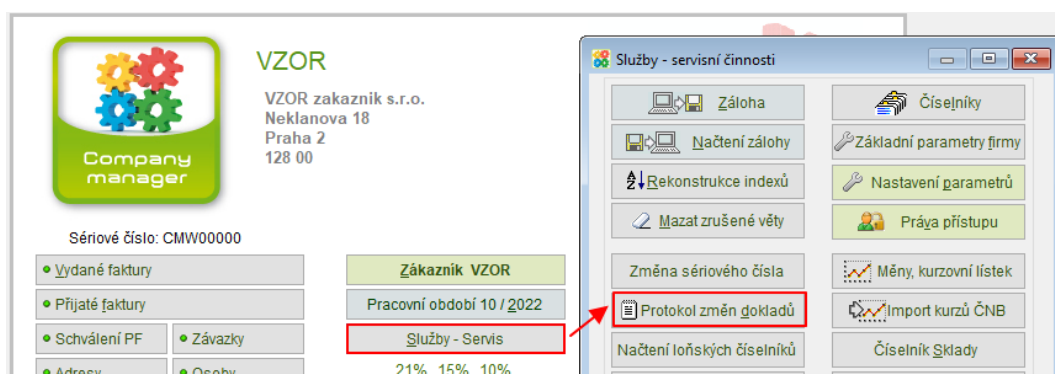 VZOR
VZOR zakaznik s.r.o.
Neklanova 18
Praha 2
128 00
Company
manager
Sériové číslo: CMW00000
Vydané faktury
Přijaté faktury
Schválení PF
Závazky
Adresy
Osoby
Zákazník VZOR
Pracovní období 10 / 2022
Služby - Servis
21% 15% 10%
Služby - servisní činnosti
Záloha
Číselníky
Načtení zálohy
Základní parametry firmy
Rekonstrukce indexů
Nastavení parametrů
Mazat zrušené věty
Práva přístupu
Změna sériového čísla
Měny, kurzovní lístek
Protokol změn dokladů
Import kurzů ČNB
Načtení loňských číselníků
Číselník Sklady